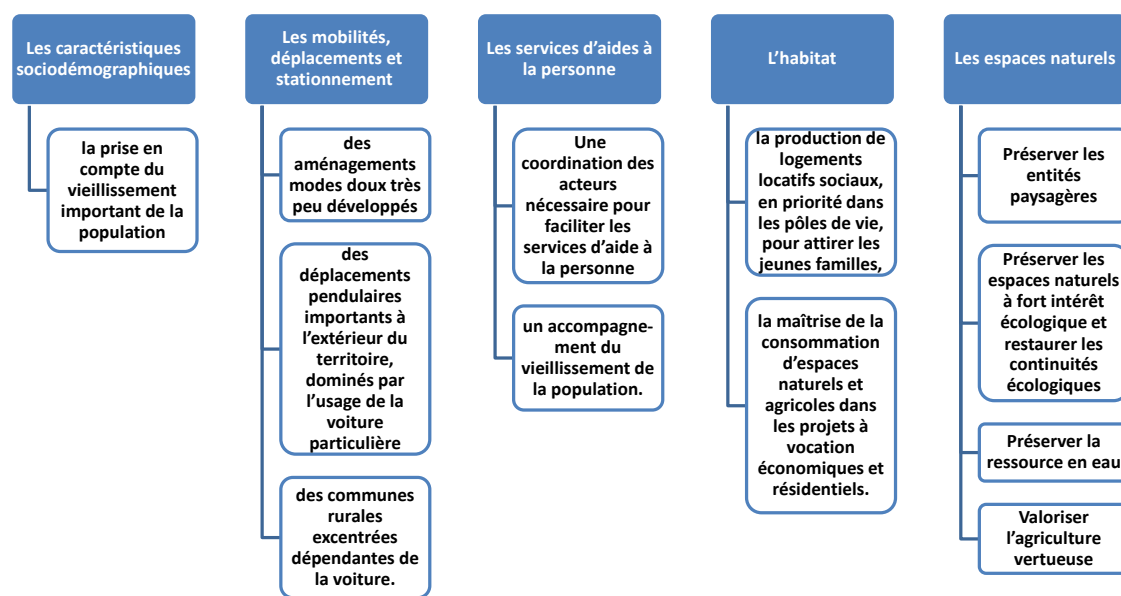 Les caractéristiques
sociodémographiques
la prise en
compte du
vieillissement
important de la
population
Les mobilités,
déplacements et
stationnement
des
aménagements
modes doux très
peu développés
des
déplacements
pendulaires
importants à
l'extérieur du
territoire,
dominés par
l'usage de la
voiture
particulière
des communes
rurales
excentrées
dépendantes de
la voiture.
Les services d'aides à
la personne
Une
coordination des
acteurs
nécessaire pour
faciliter les
services d'aide à
la personne
un accompagne-
ment du
vieillissement de
la population.
L'habitat
la production de
logements
locatifs sociaux,
en priorité dans
les pôles de vie,
pour attirer les
jeunes familles,
la maîtrise de la
consommation
d'espaces
naturels et
agricoles dans
les projets à
vocation
économiques et
résidentiels.
Les espaces naturels
Préserver les
entités
paysagères
Préserver les
espaces naturels
à fort intérêt
écologique et
restaurer les
continuités
écologiques
Préserver la
ressource en eau
Valoriser
l'agriculture
vertueuse